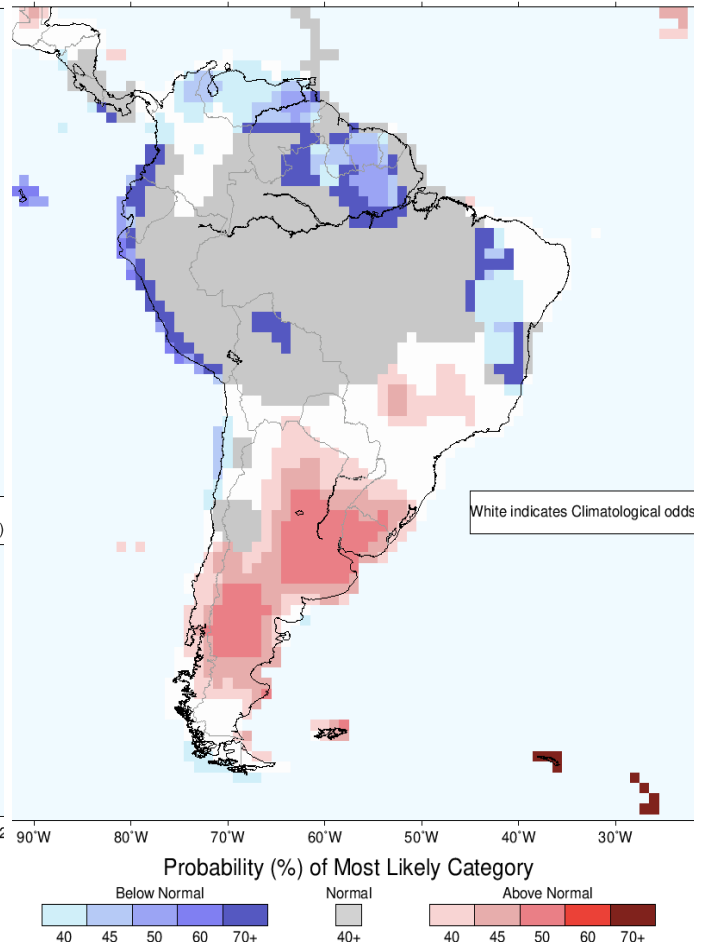 )
White indicates Climatological odds
2
90°W 80°W 70°W 60°W 50°W 40°W 30°W
Probability (%) of Most Likely Category
Below Normal Normal Above Normal
40 45 50 60 70+ 40+ 40 45 50 60 70+